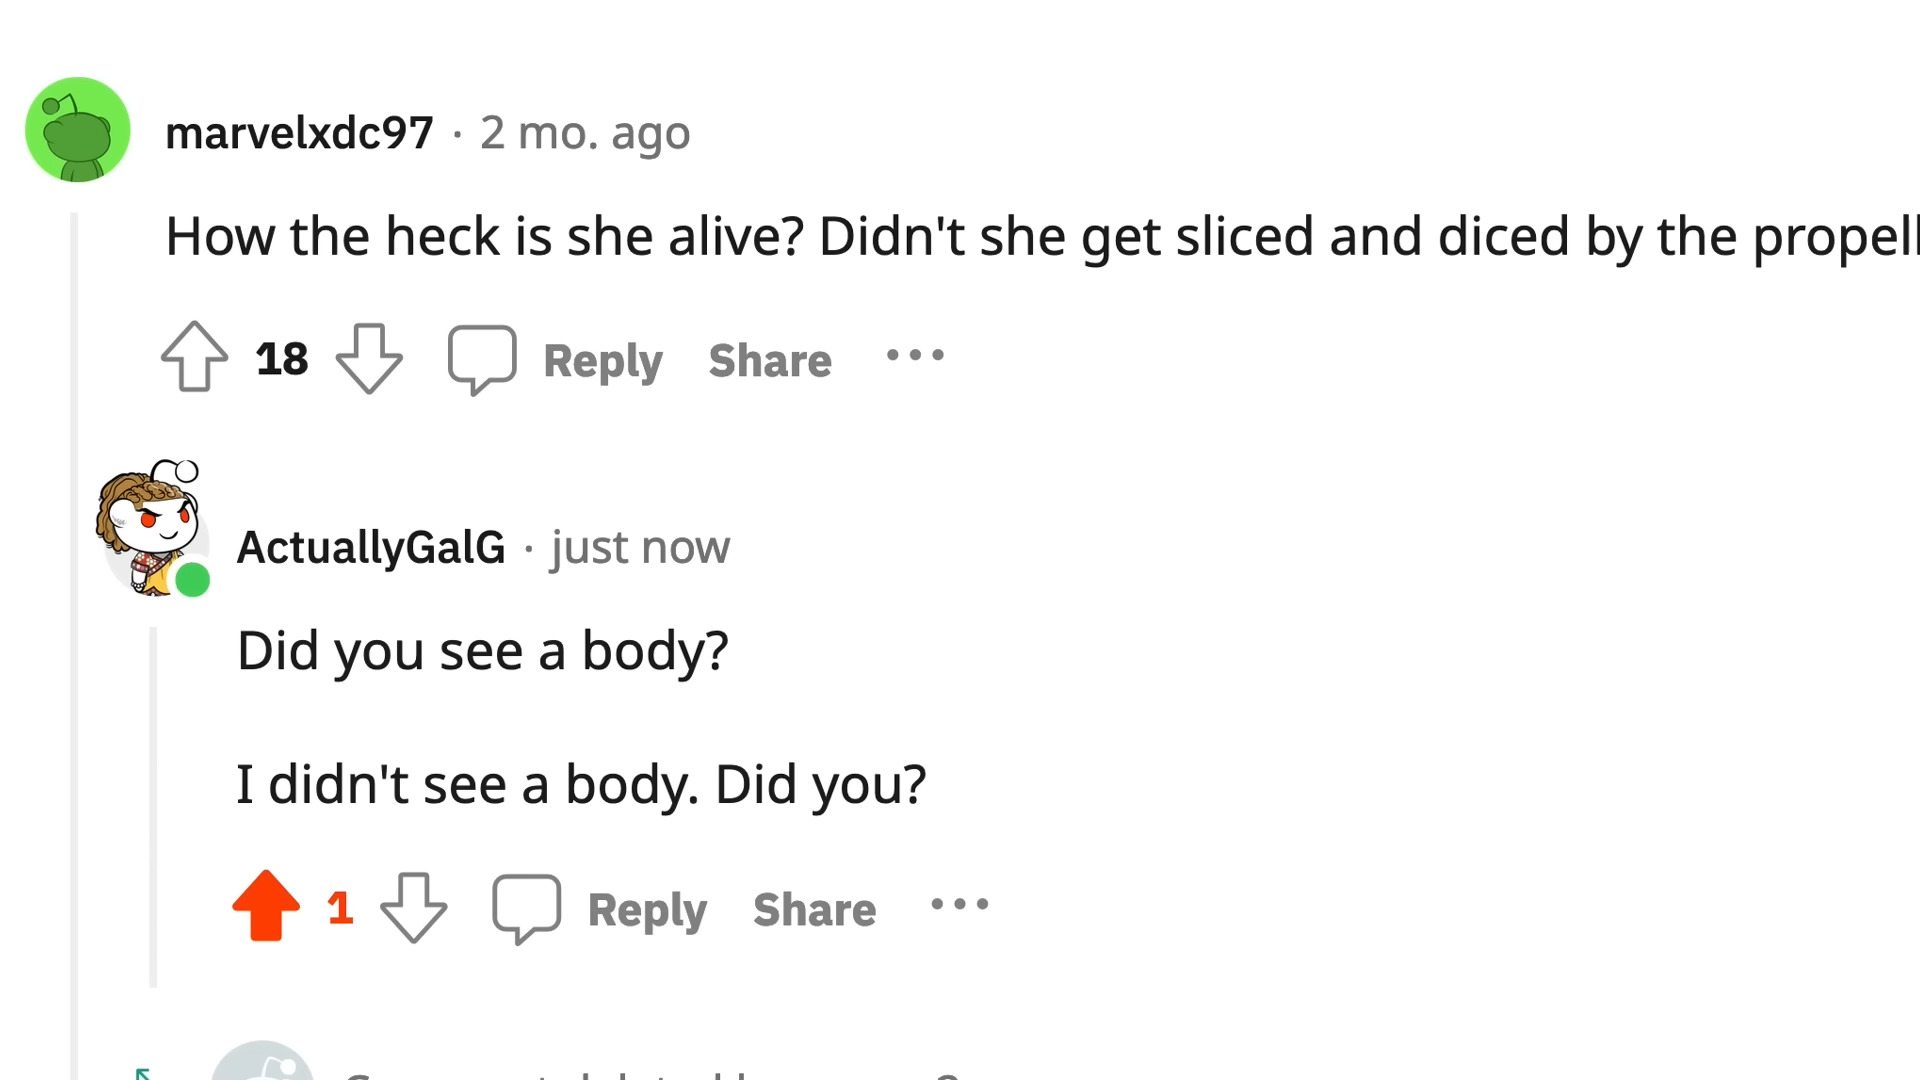 marvelxdc97 · 2 mo. ago
How the heck is she alive? Didn't she get sliced and diced by the
18 Reply Share ...
ActuallyGalG · just now
Did you see a body?
I didn't see a body. Did you?
1 Reply Share ...